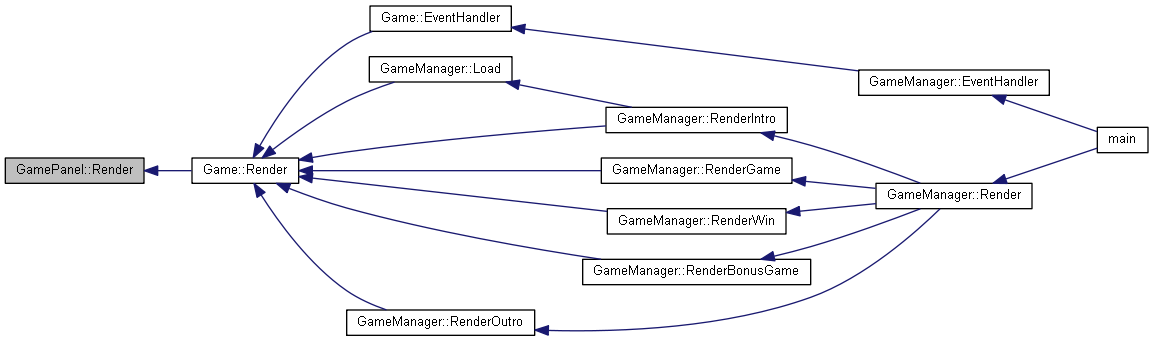 Game::EventHandler
GameManager::Load
GameManager::EventHandler
GameManager::RenderIntro
main
GamePanel::Render
Game::Render
GameManager::RenderGame
GameManager::Render
GameManager::RenderWin
GameManager::RenderBonusGame
GameManager::RenderOutro